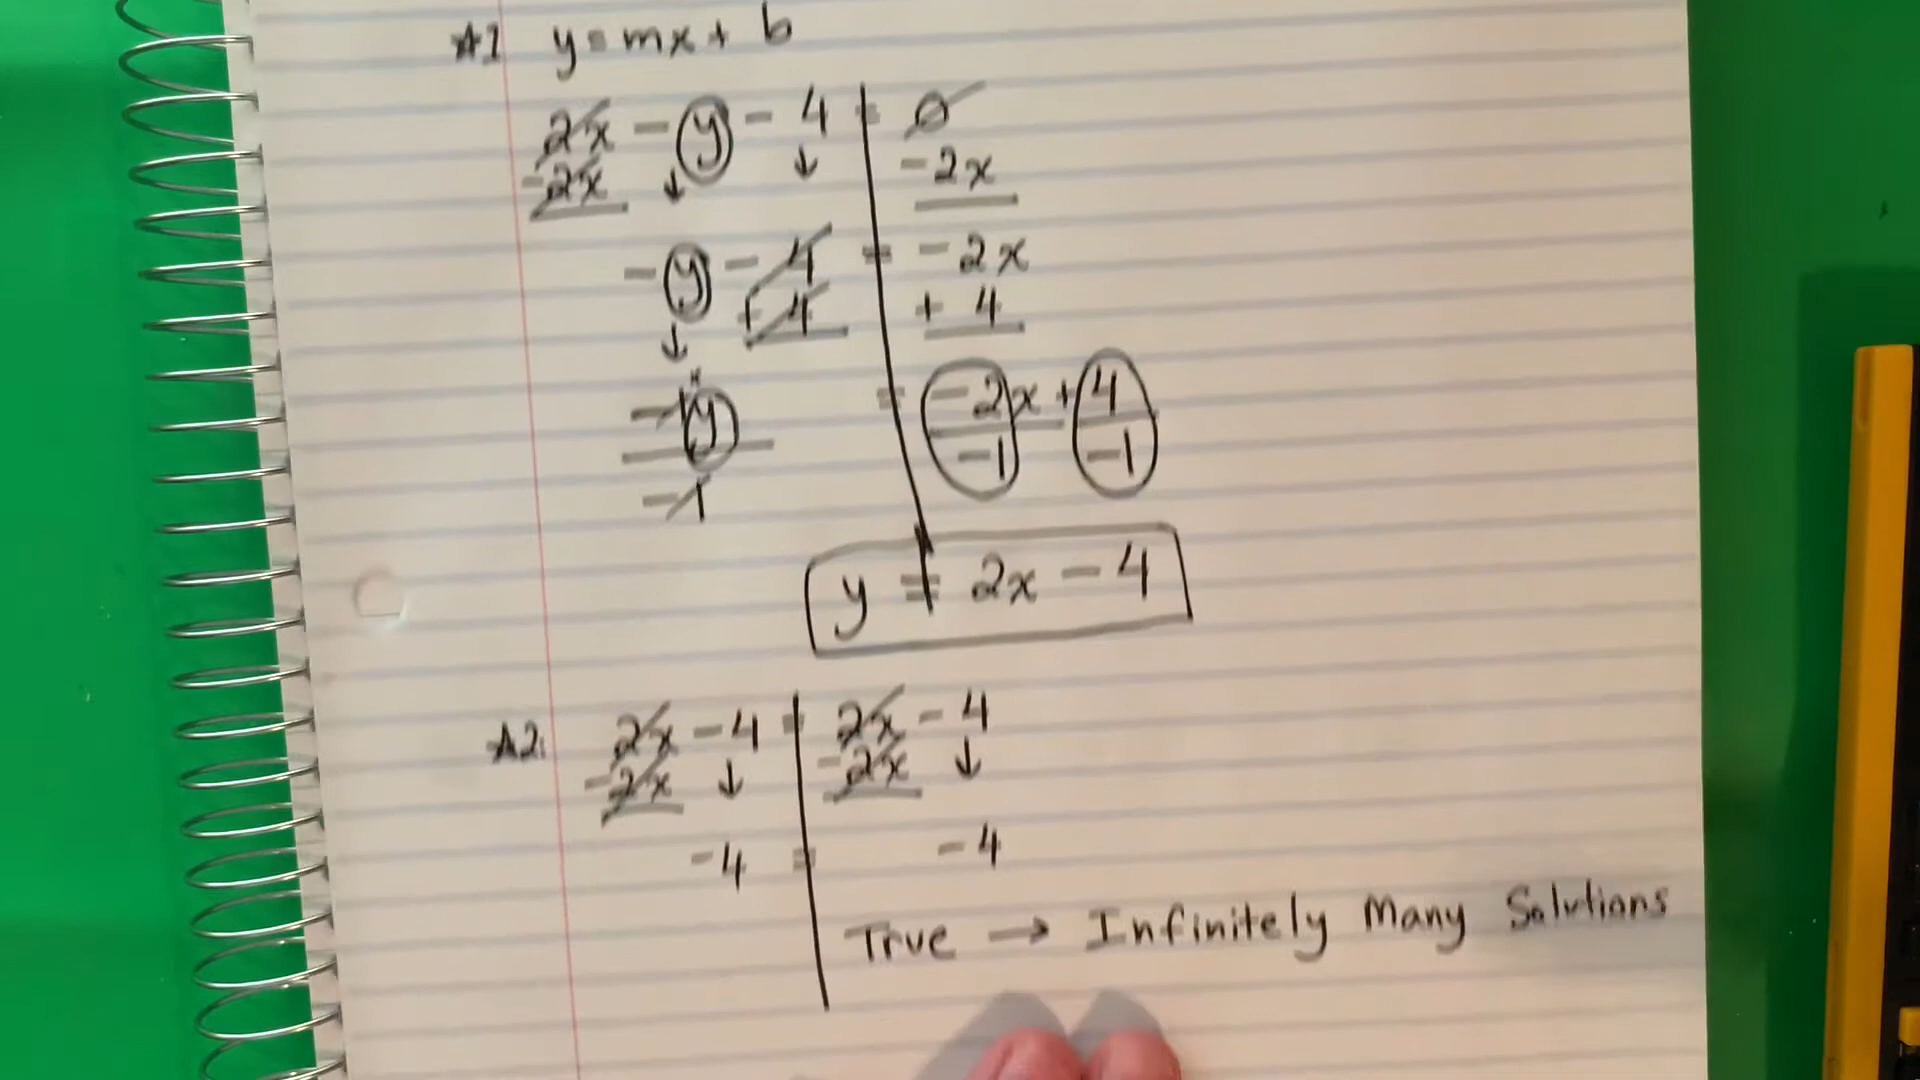 *1 y = mx + b
2x - y - 4 = 0
-2x ↓ ↓ -2x
-y - 4 = -2x
↓ + 4 + 4
-1y = -2x + 4
-1 -1 -1
y = 2x - 4
*2: 2x - 4 = 2x - 4
-2x ↓ -2x ↓
-4 = -4
True → Infinitely Many Solutions